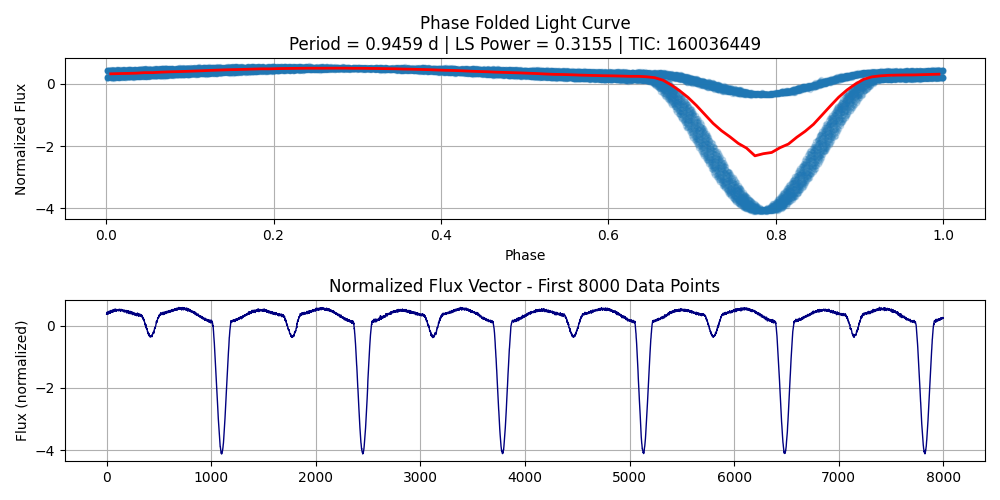 Phase Folded Light Curve
Period = 0.9459 d | LS Power = 0.3155 | TIC: 160036449
Normalized Flux
0
−2
−4
0.0 0.2 0.4 0.6 0.8 1.0
Phase
Normalized Flux Vector - First 8000 Data Points
Flux (normalized)
0
−2
−4
0 1000 2000 3000 4000 5000 6000 7000 8000